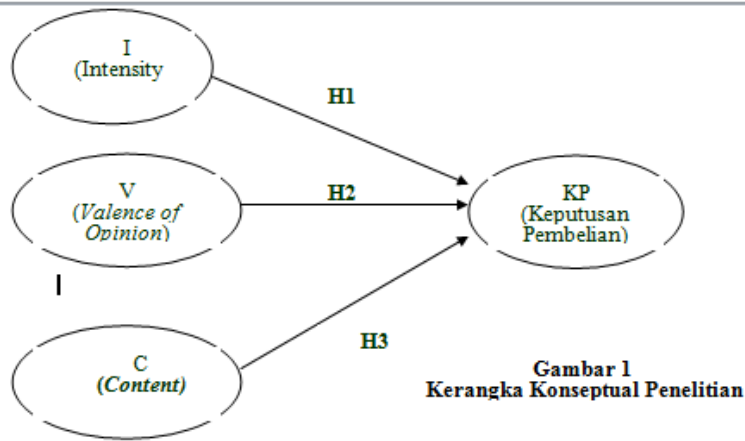 I
(Intensity
H1
V
(Valence of
Opinion)
H2
KP
(Keputusan
Pembelian)
C
(Content)
H3
Gambar 1
Kerangka Konseptual Penelitian